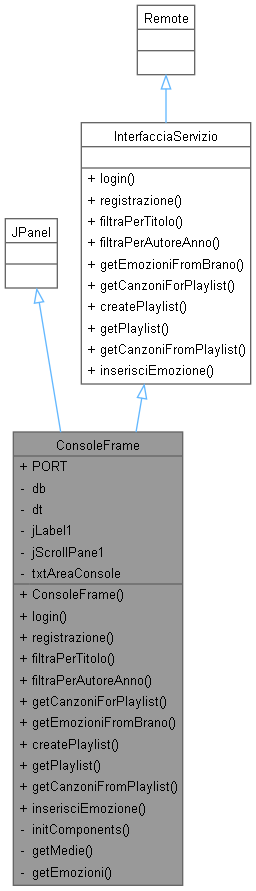 Remote
InterfacciaServizio
+ login()
+ registrazione()
+ filtraPerTitolo()
+ filtraPerAutoreAnno()
+ getEmozioniFromBrano()
+ getCanzoniForPlaylist()
+ createPlaylist()
+ getPlaylist()
+ getCanzoniFromPlaylist()
+ inserisciEmozione()
JPanel
ConsoleFrame
+ PORT
- db
- dt
- jLabel1
- jScrollPane1
- txtAreaConsole
+ ConsoleFrame()
+ login()
+ registrazione()
+ filtraPerTitolo()
+ filtraPerAutoreAnno()
+ getCanzoniForPlaylist()
+ getEmozioniFromBrano()
+ createPlaylist()
+ getPlaylist()
+ getCanzoniFromPlaylist()
+ inserisciEmozione()
- initComponents()
- getMedie()
- getEmozioni()